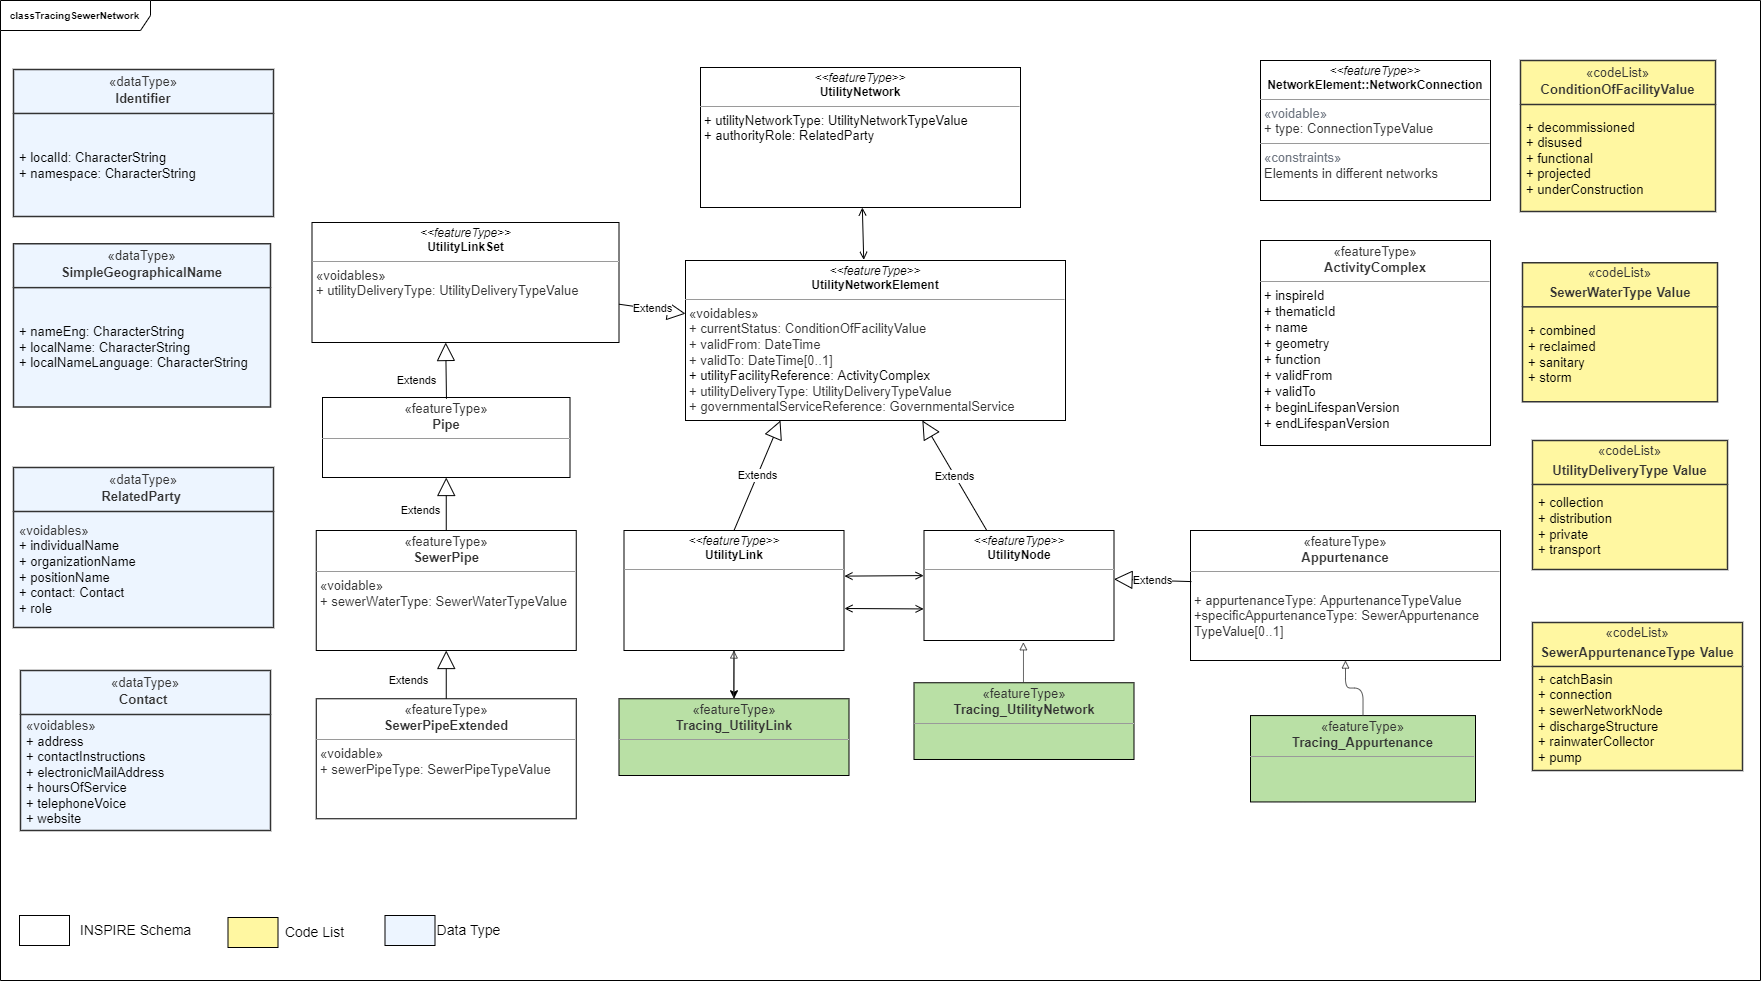 classTracingSewerNetwork
«dataType»
Identifier
+ localId: CharacterString
+ namespace: CharacterString
«dataType»
SimpleGeographicalName
+ nameEng: CharacterString
+ localName: CharacterString
+ localNameLanguage: CharacterString
«dataType»
RelatedParty
«voidables»
+ individualName
+ organizationName
+ positionName
+ contact: Contact
+ role
«dataType»
Contact
«voidables»
+ address
+ contactInstructions
+ electronicMailAddress
+ hoursOfService
+ telephoneVoice
+ website
<<featureType>>
UtilityLinkSet
«voidables»
+ utilityDeliveryType: UtilityDeliveryTypeValue
Extends
Extends
«featureType»
Pipe
Extends
«featureType»
SewerPipe
«voidable»
+ sewerWaterType: SewerWaterTypeValue
Extends
«featureType»
SewerPipeExtended
«voidable»
+ sewerPipeType: SewerPipeTypeValue
<<featureType>>
UtilityNetwork
+ utilityNetworkType: UtilityNetworkTypeValue
+ authorityRole: RelatedParty
<<featureType>>
UtilityNetworkElement
«voidables»
+ currentStatus: ConditionOfFacilityValue
+ validFrom: DateTime
+ validTo: DateTime[0..1]
+ utilityFacilityReference: ActivityComplex
+ utilityDeliveryType: UtilityDeliveryTypeValue
+ governmentalServiceReference: GovernmentalService
Extends
Extends
<<featureType>>
UtilityLink
<<featureType>>
UtilityNode
Extends
«featureType»
Tracing_UtilityLink
«featureType»
Tracing_UtilityNetwork
«featureType»
Appurtenance
+ appurtenanceType: AppurtenanceTypeValue
+specificAppurtenanceType: SewerAppurtenance
TypeValue[0..1]
«featureType»
Tracing_Appurtenance
<<featureType>>
NetworkElement::NetworkConnection
«voidable»
+ type: ConnectionTypeValue
«constraints»
Elements in different networks
«featureType»
ActivityComplex
+ inspireId
+ thematicId
+ name
+ geometry
+ function
+ validFrom
+ validTo
+ beginLifespanVersion
+ endLifespanVersion
«codeList»
ConditionOfFacilityValue
+ decommissioned
+ disused
+ functional
+ projected
+ underConstruction
«codeList»
SewerWaterType Value
+ combined
+ reclaimed
+ sanitary
+ storm
«codeList»
UtilityDeliveryType Value
+ collection
+ distribution
+ private
+ transport
«codeList»
SewerAppurtenanceType Value
+ catchBasin
+ connection
+ sewerNetworkNode
+ dischargeStructure
+ rainwaterCollector
+ pump
INSPIRE Schema
Code List
Data Type